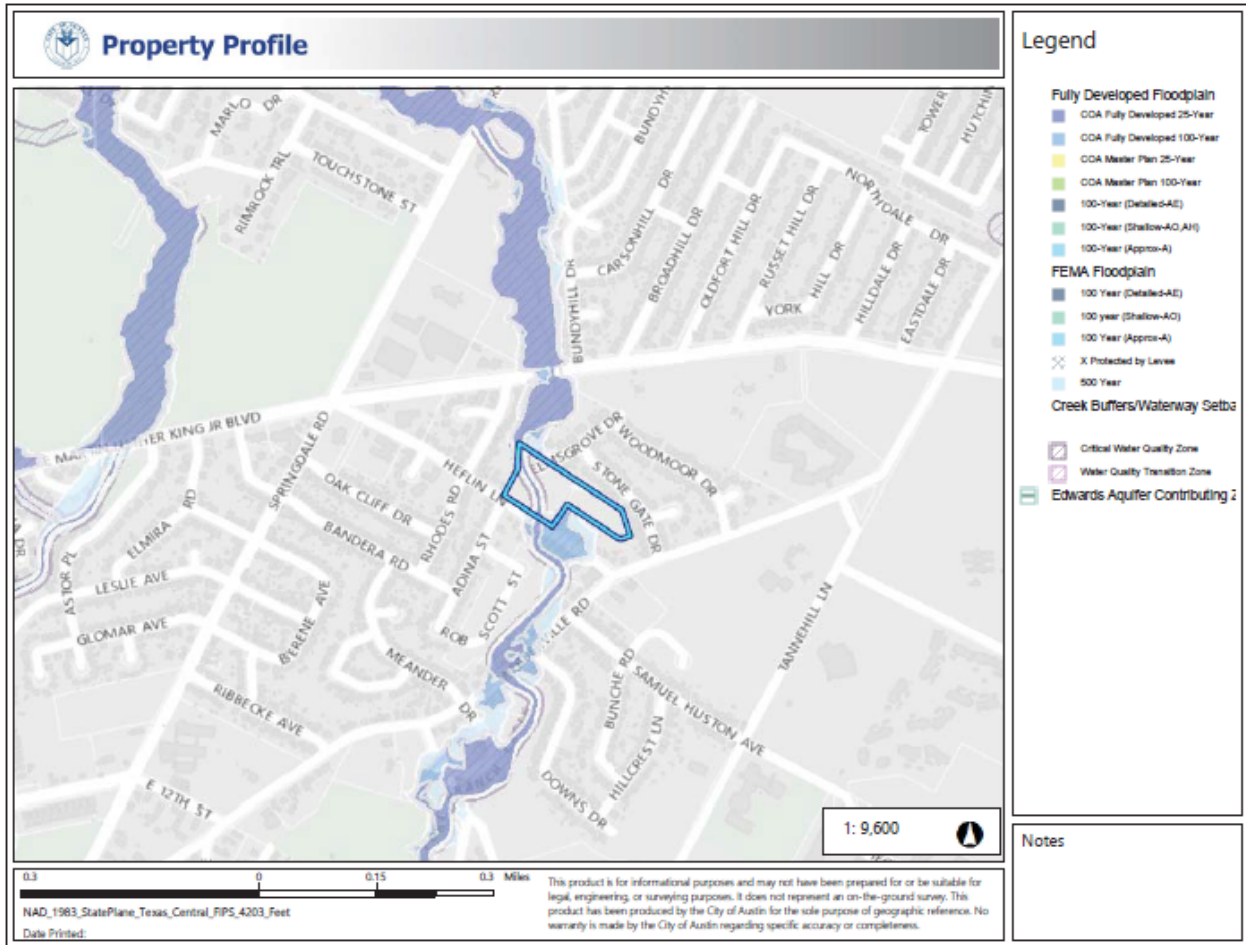 Property Profile
Legend
Fully Developed Floodplain
COA Fully Developed 25-Year
COA Fully Developed 100-Year
COA Master Plan 25-Year
COA Master Plan 100-Year
100-Year (Detailed-AE)
100-Year (Shallow-AO,AH)
100-Year (Approx-A)
FEMA Floodplain
100 Year (Detailed-AE)
100 year (Shallow-AO)
100 Year (Approx-A)
X Protected by Levee
500 Year
Creek Buffers/Waterway Setba
Critical Water Quality Zone
Water Quality Transition Zone
Edwards Aquifer Contributing Z
MARLO DR
RIMROCK TRL
TOUCHSTONE ST
BUNDYH
TOWER
HUTCHIN
NORTHDALE DR
CARSONHILL DR
BROADHILL DR
OLDFORT HILL DR
RUSSET HILL DR
YORK HILL DR
HILLDALE DR
EASTDALE DR
BUNDYHILL DR
ER KING JR BLVD
SPRINGDALE RD
HEFLIN LN
ELMSGROVE DR
WOODMOOR DR
STONE GATE DR
OAK CLIFF DR
BANDERA RD
RHODES RD
ADINA ST
ELMIRA RD
ASTOR PL
LESLIE AVE
GLOMAR AVE
BERENE AVE
ROB SCOTT ST
MEANDER DR
RIBBECKE AVE
E 12TH ST
LLE RD
TANNEHILL LN
SAMUEL HUSTON AVE
BUNCHE RD
HILLCREST LN
DOWNS DR
1: 9,600
Notes
0.3 0 0.15 0.3 Miles
NAD_1983_StatePlane_Texas_Central_FIPS_4203_Feet
Date Printed:
This product is for informational purposes and may not have been prepared for or be suitable for
legal, engineering, or surveying purposes. It does not represent an on-the-ground survey. This
product has been produced by the City of Austin for the sole purpose of geographic reference. No
warranty is made by the City of Austin regarding specific accuracy or completeness.